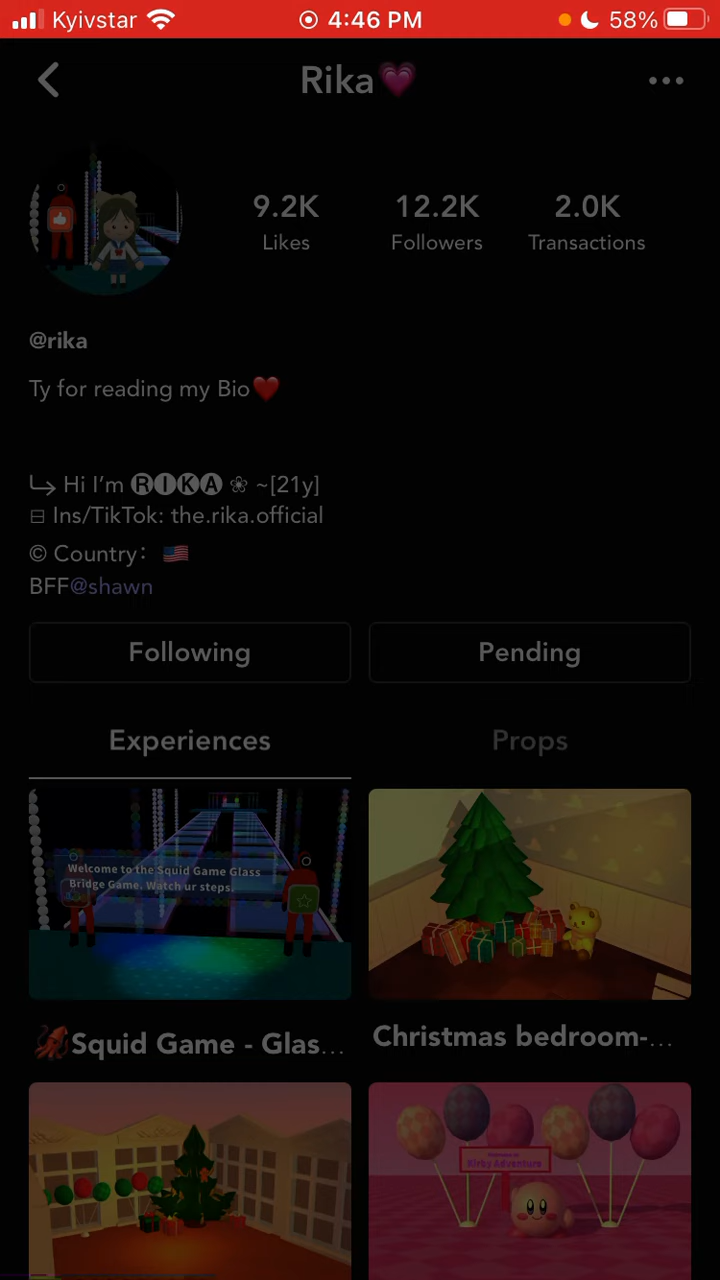 Kyivstar 4:46 PM 58%
Rika💗
9.2K 12.2K 2.0K
Likes Followers Transactions
@rika
Ty for reading my Bio❤️
↳ Hi I’m 🅡🅘🅚🅐 ❀ ~[21y]
⊟ Ins/TikTok: the.rika.official
© Country： 🇺🇸
BFF@shawn
Following Pending
Experiences Props
Welcome to the Squid Game Glass
Bridge Game. Watch ur steps.
🦑Squid Game - Glas...
Christmas bedroom-...
Kirby Adventure